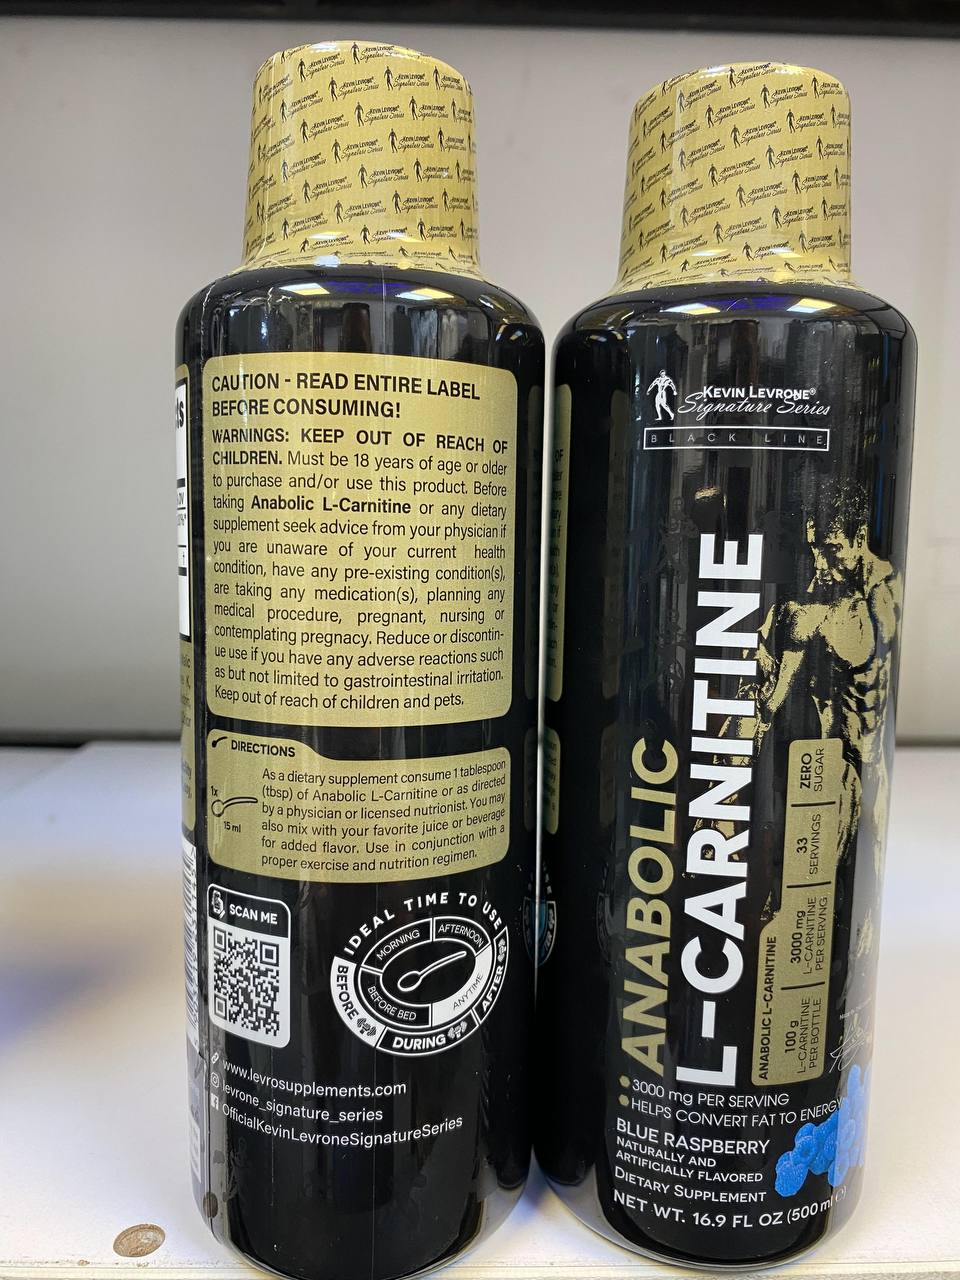 KEVIN LEVRONE®
Signature Series
CAUTION - READ ENTIRE LABEL
BEFORE CONSUMING!
WARNINGS: KEEP OUT OF REACH OF
CHILDREN. Must be 18 years of age or older
to purchase and/or use this product. Before
taking Anabolic L-Carnitine or any dietary
supplement seek advice from your physician if
you are unaware of your current health
condition, have any pre-existing condition(s),
are taking any medication(s), planning any
medical procedure, pregnant, nursing or
contemplating pregnacy. Reduce or discontin-
ue use if you have any adverse reactions such
as but not limited to gastrointestinal irritation.
Keep out of reach of children and pets.
DIRECTIONS
1x
15 ml
As a dietary supplement consume 1 tablespoon
(tbsp) of Anabolic L-Carnitine or as directed
by a physician or licensed nutritionist. You may
also mix with your favorite juice or beverage
for added flavor. Use in conjunction with a
proper exercise and nutrition regimen.
SCAN ME
IDEAL TIME TO USE
MORNING
AFTERNOON
ANYTIME
BEFORE BED
BEFORE
DURING
AFTER
www.levrosupplements.com
levrone_signature_series
OfficialKevinLevroneSignatureSeries
KEVIN LEVRONE®
Signature Series
BLACK LINE
ANABOLIC
L-CARNITINE
ANABOLIC L-CARNITINE
100 g
L-CARNITINE
PER BOTTLE
3000 mg
L-CARNITINE
PER SERVNG
33
SERVINGS
ZERO
SUGAR
3000 mg PER SERVING
HELPS CONVERT FAT TO ENERGY
BLUE RASPBERRY
NATURALLY AND
ARTIFICIALLY FLAVORED
DIETARY SUPPLEMENT
NET WT. 16.9 FL OZ (500 ml